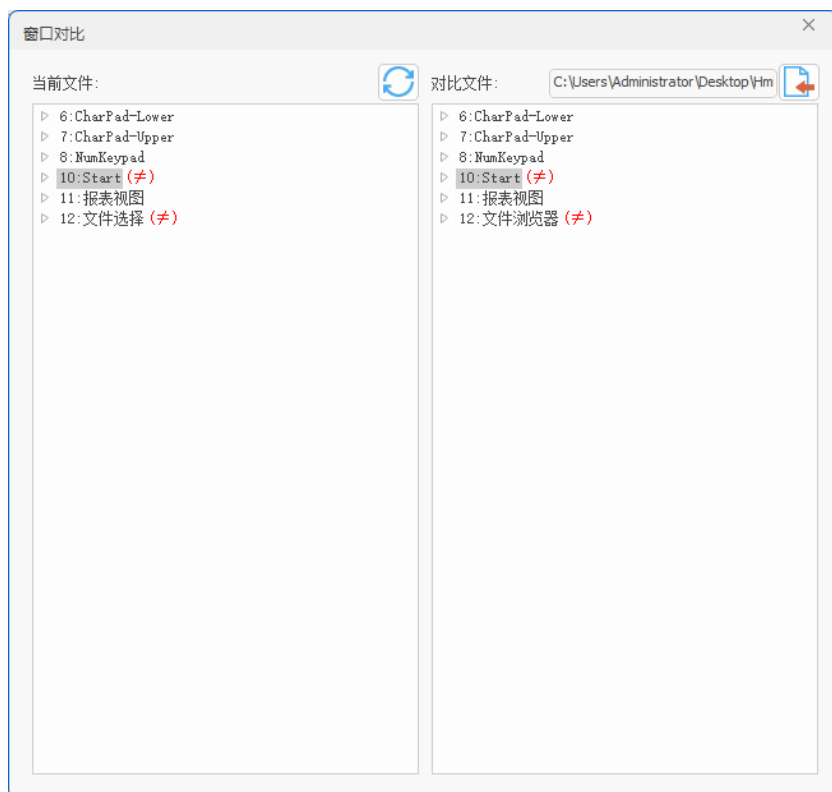 窗口对比
当前文件:
6:CharPad-Lower
7:CharPad-Upper
8:NumKeypad
10:Start(≠)
11:报表视图
12:文件选择(≠)
对比文件: C:\Users\Administrator\Desktop\Hm
6:CharPad-Lower
7:CharPad-Upper
8:NumKeypad
10:Start(≠)
11:报表视图
12:文件浏览器(≠)